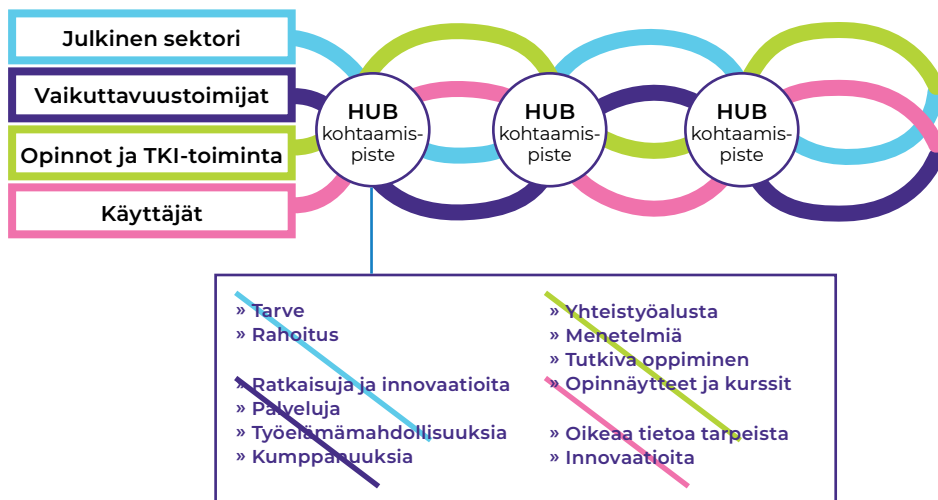 Julkinen sektori
Vaikuttavuustoimijat
Opinnot ja TKI-toiminta
Käyttäjät
HUB
kohtaamis-
piste
HUB
kohtaamis-
piste
HUB
kohtaamis-
piste
» Tarve
» Rahoitus
» Ratkaisuja ja innovaatioita
» Palveluja
» Työelämämahdollisuuksia
» Kumppanuuksia
» Yhteistyöalusta
» Menetelmiä
» Tutkiva oppiminen
» Opinnäytteet ja kurssit
» Oikeaa tietoa tarpeista
» Innovaatioita